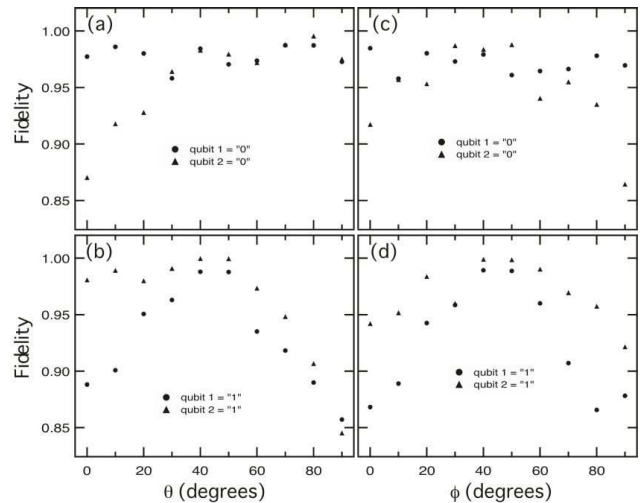 (a)
1.00
0.95
0.90
0.85
Fidelity
qubit 1 = "0"
qubit 2 = "0"
(c)
qubit 1 = "0"
qubit 2 = "0"
(b)
1.00
0.95
0.90
0.85
Fidelity
qubit 1 = "1"
qubit 2 = "1"
0 20 40 60 80
θ (degrees)
(d)
qubit 1 = "1"
qubit 2 = "1"
0 20 40 60 80
ϕ (degrees)